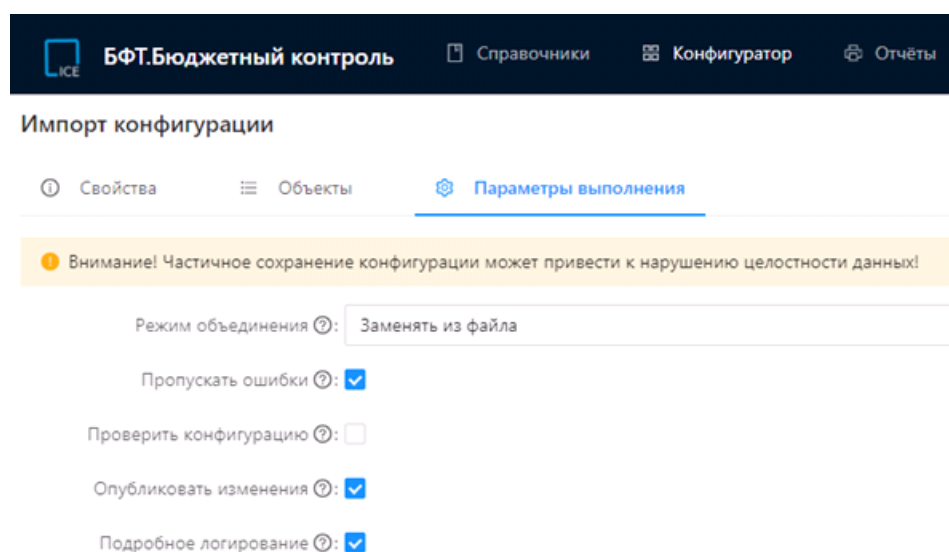 ICE БФТ.Бюджетный контроль Справочники Конфигуратор Отчёты
Импорт конфигурации
Свойства Объекты Параметры выполнения
Внимание! Частичное сохранение конфигурации может привести к нарушению целостности данных!
Режим объединения ?: Заменять из файла
Пропускать ошибки ?:
Проверить конфигурацию ?:
Опубликовать изменения ?:
Подробное логирование ?: